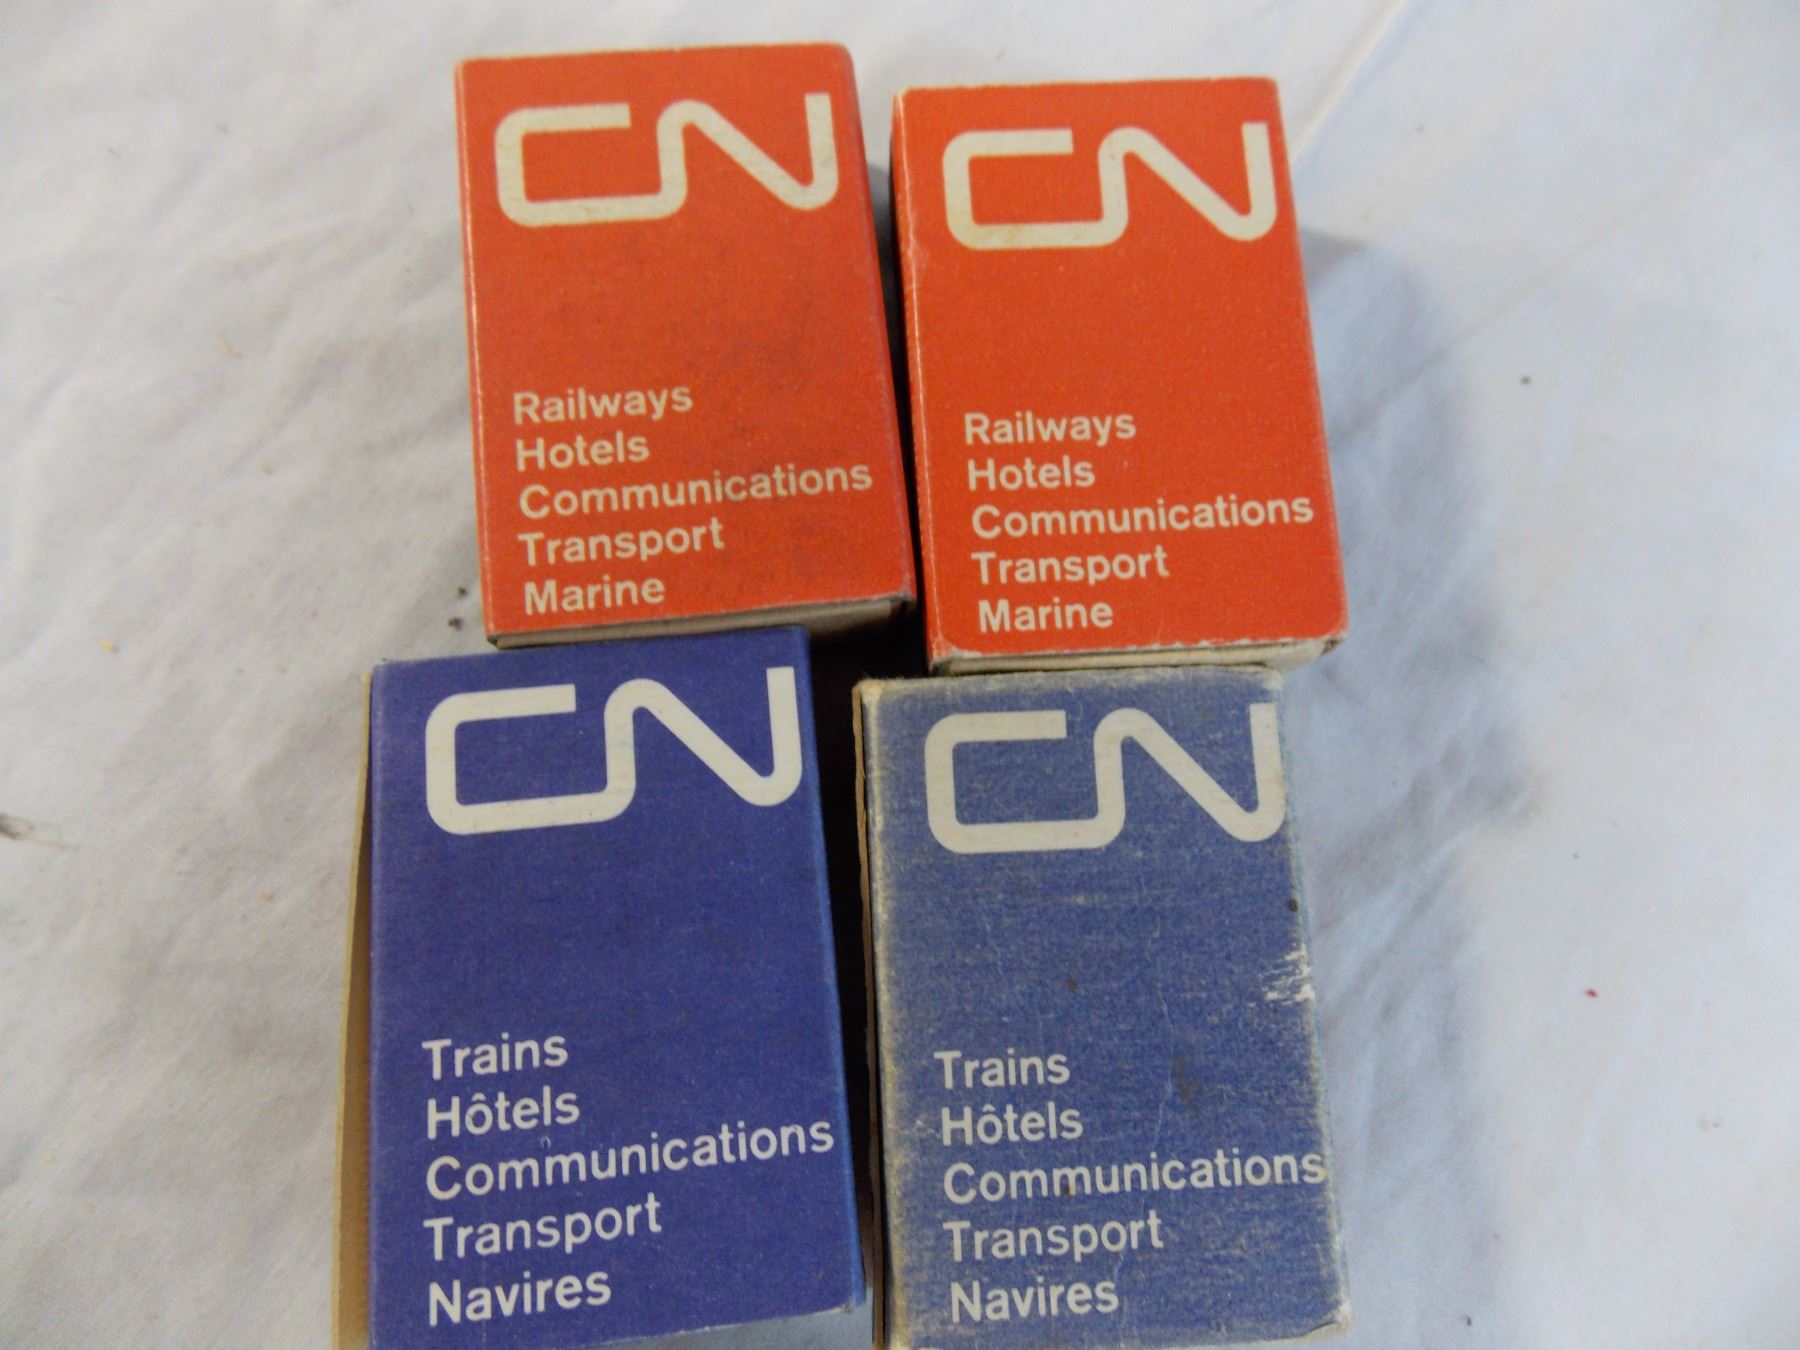 CN
Railways
Hotels
Communications
Transport
Marine
CN
Railways
Hotels
Communications
Transport
Marine
CN
Trains
Hôtels
Communications
Transport
Navires
CN
Trains
Hôtels
Communications
Transport
Navires